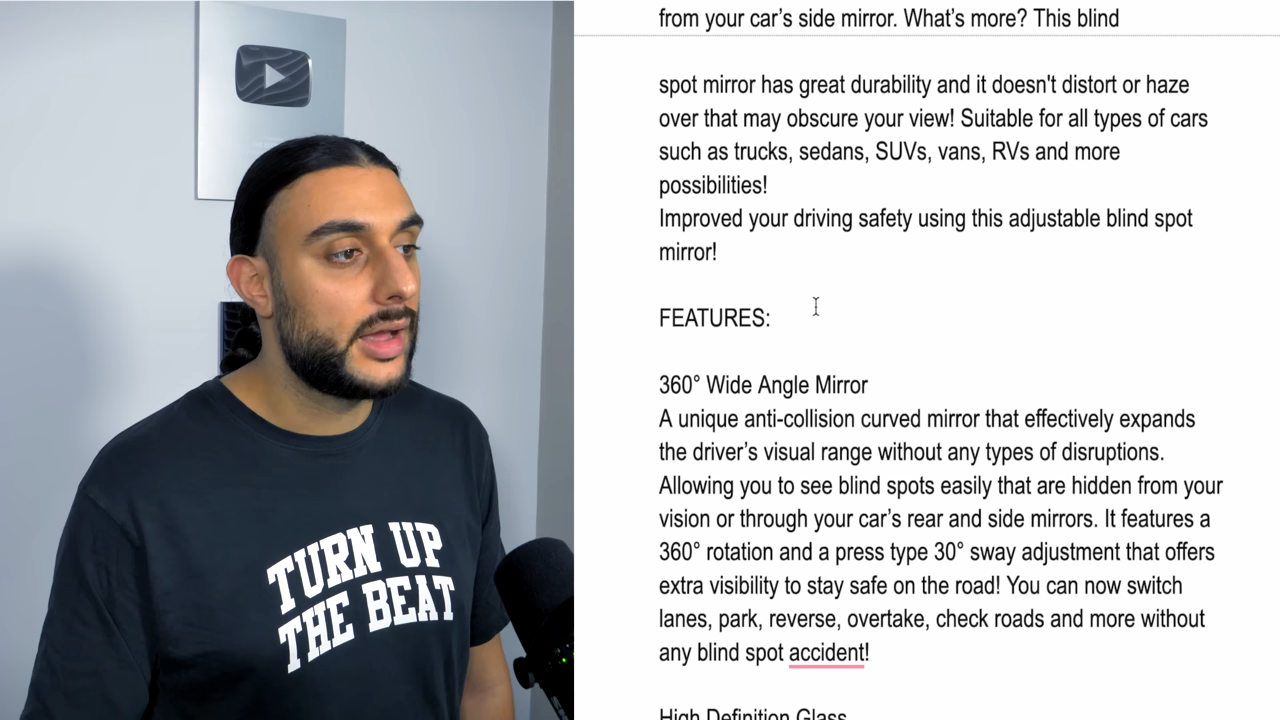 TURN UP
THE BEAT
from your car’s side mirror. What’s more? This blind
spot mirror has great durability and it doesn't distort or haze
over that may obscure your view! Suitable for all types of cars
such as trucks, sedans, SUVs, vans, RVs and more
possibilities!
Improved your driving safety using this adjustable blind spot
mirror!
FEATURES:
360° Wide Angle Mirror
A unique anti-collision curved mirror that effectively expands
the driver’s visual range without any types of disruptions.
Allowing you to see blind spots easily that are hidden from your
vision or through your car’s rear and side mirrors. It features a
360° rotation and a press type 30° sway adjustment that offers
extra visibility to stay safe on the road! You can now switch
lanes, park, reverse, overtake, check roads and more without
any blind spot accident!
High Definition Glass